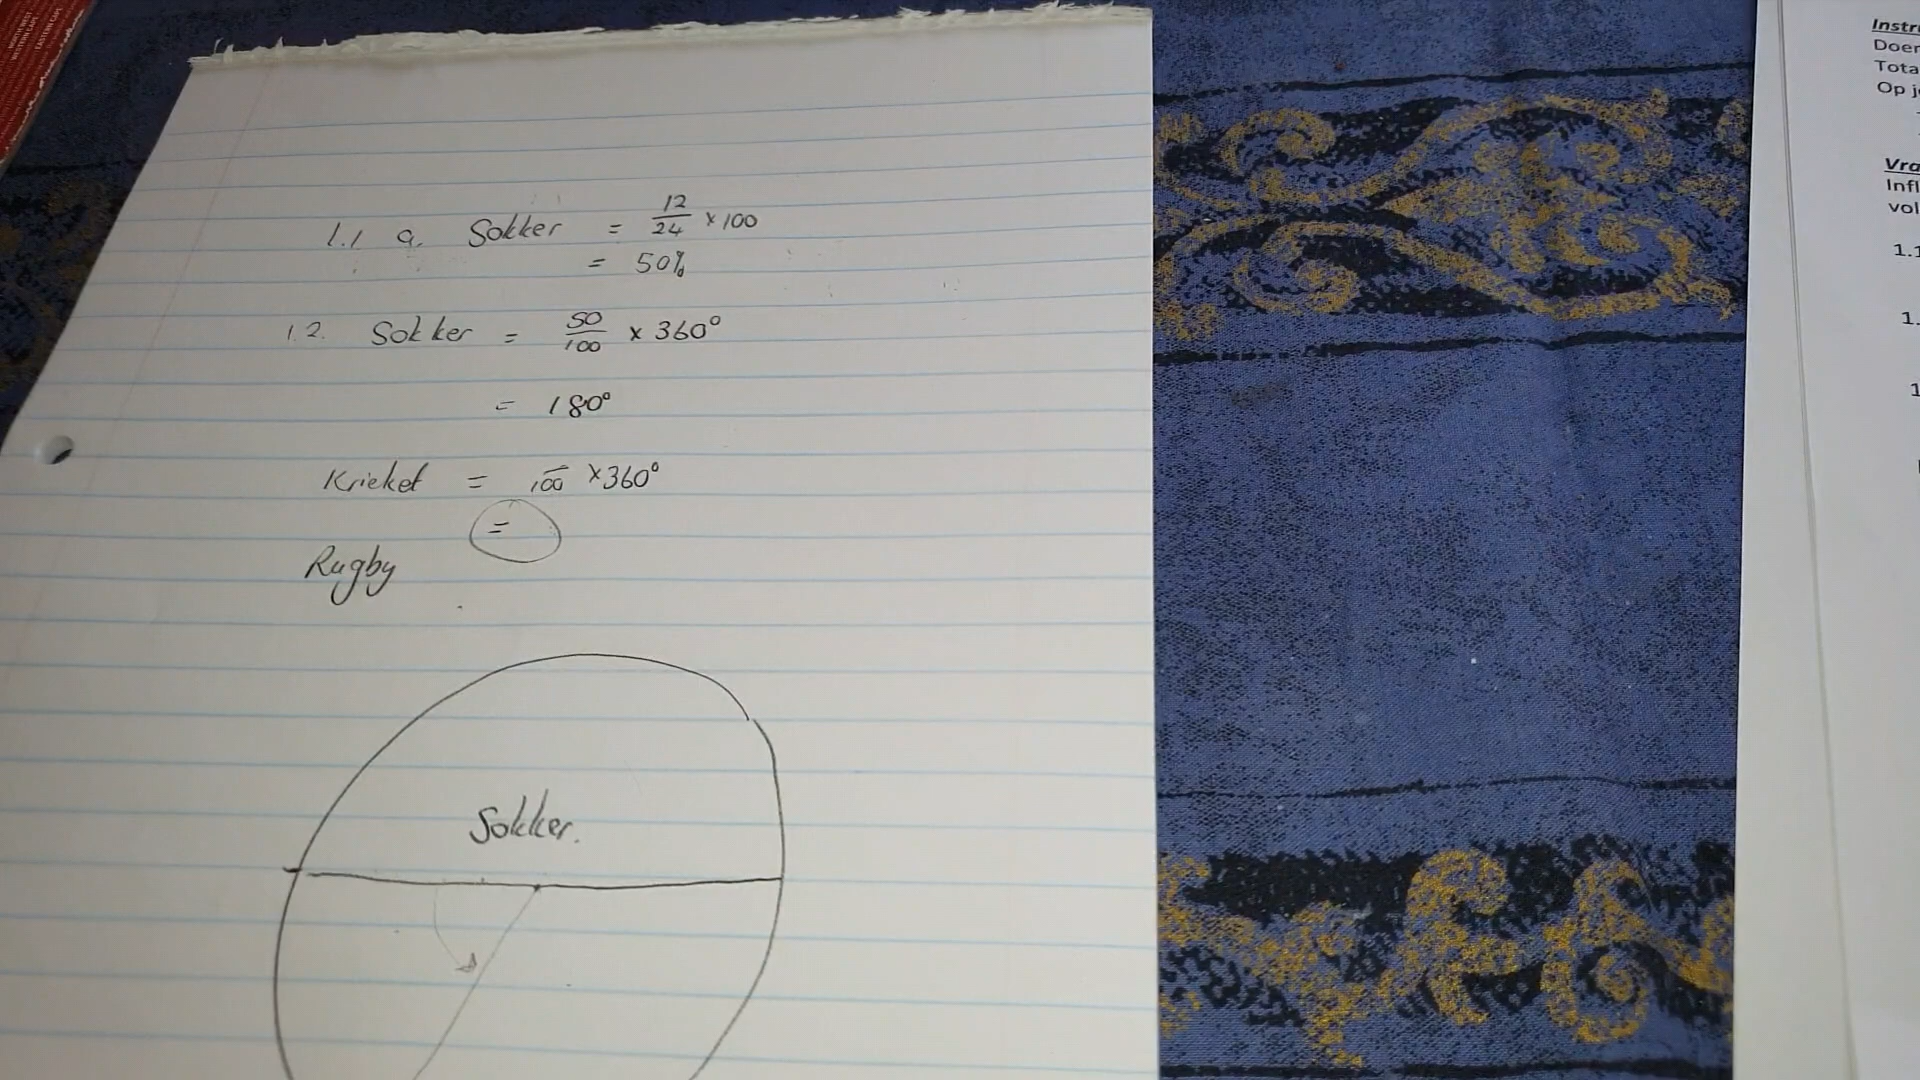 1.1 a. Sokker = 12/24 × 100
= 50%
1.2. Sokker = 50/100 × 360°
= 180°
Krieket = /100 × 360°
=
Rugby
Sokker.
Instr
Doen
Tota
Op j
Vra
Infl
vol
1.1
1.
1